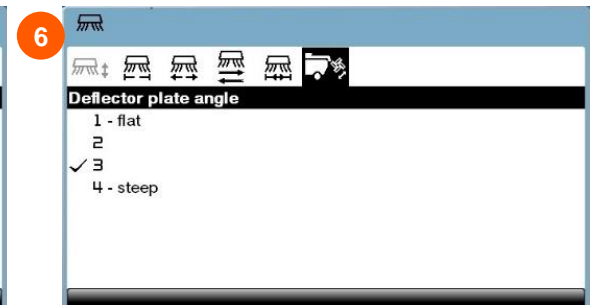 6
Deflector plate angle
1 - flat
2
✓ 3
4 - steep